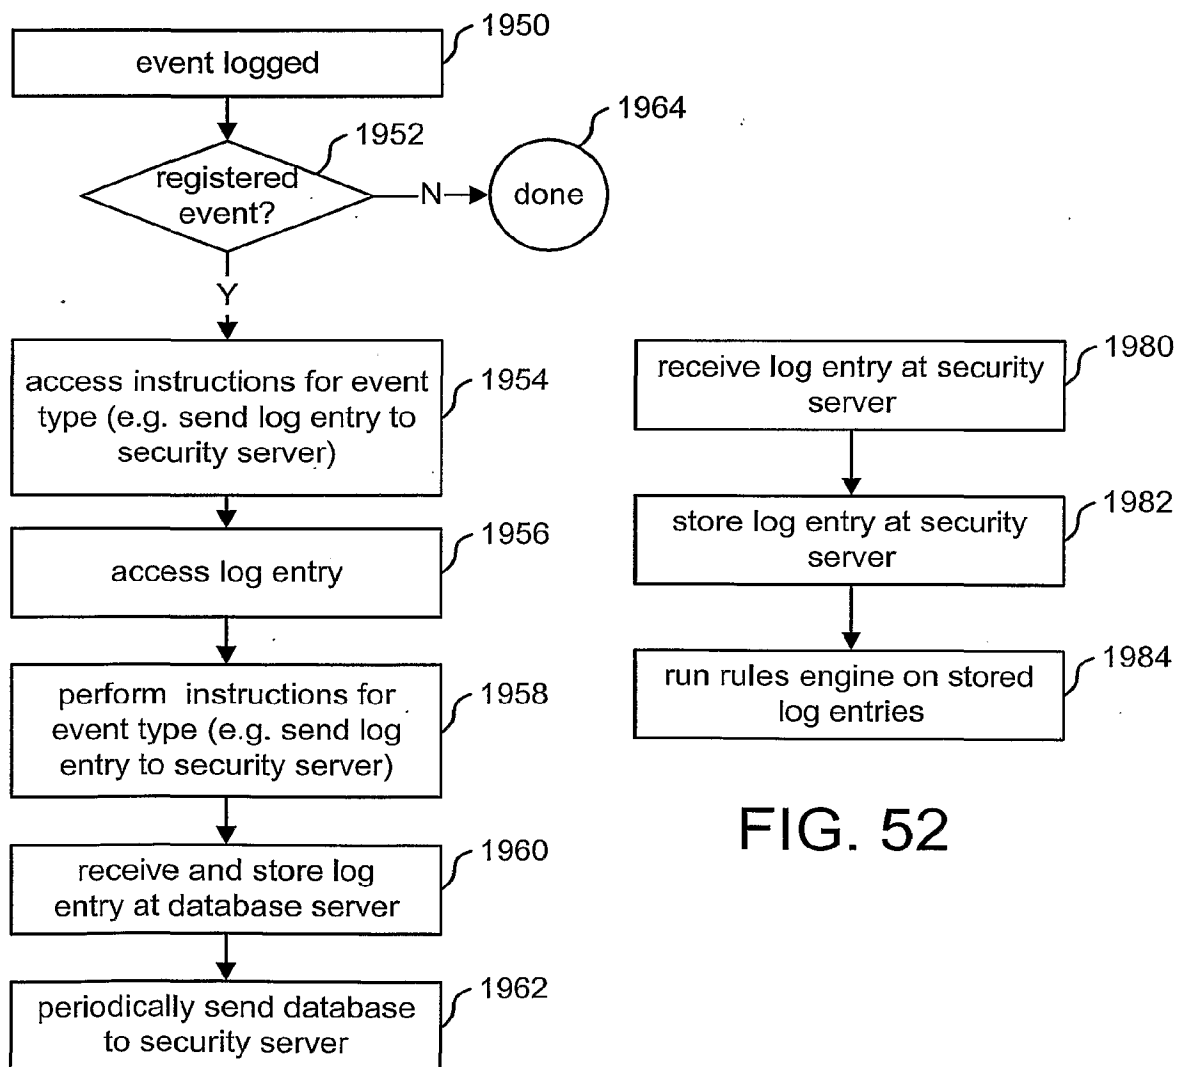 1950
event logged
1964
1952
registered
event?
N
done
Y
access instructions for event
type (e.g. send log entry to
security server)
1954
access log entry
1956
perform instructions for
event type (e.g. send log
entry to security server)
1958
receive and store log
entry at database server
1960
periodically send database
to security server
1962
receive log entry at security
server
1980
store log entry at security
server
1982
run rules engine on stored
log entries
1984
FIG. 52